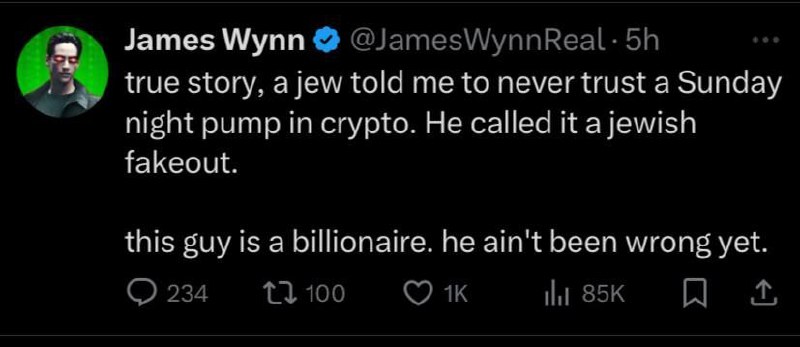 James Wynn @JamesWynnReal · 5h
true story, a jew told me to never trust a Sunday
night pump in crypto. He called it a jewish
fakeout.
this guy is a billionaire. he ain't been wrong yet.
234 100 1K 85K